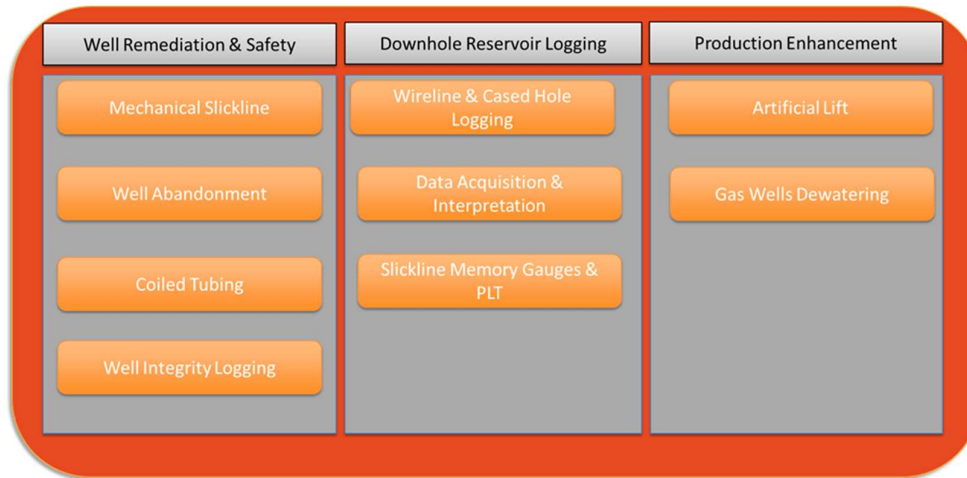 Well Remediation & Safety
Mechanical Slickline
Well Abandonment
Coiled Tubing
Well Integrity Logging
Downhole Reservoir Logging
Wireline & Cased Hole
Logging
Data Acquisition &
Interpretation
Slickline Memory Gauges &
PLT
Production Enhancement
Artificial Lift
Gas Wells Dewatering